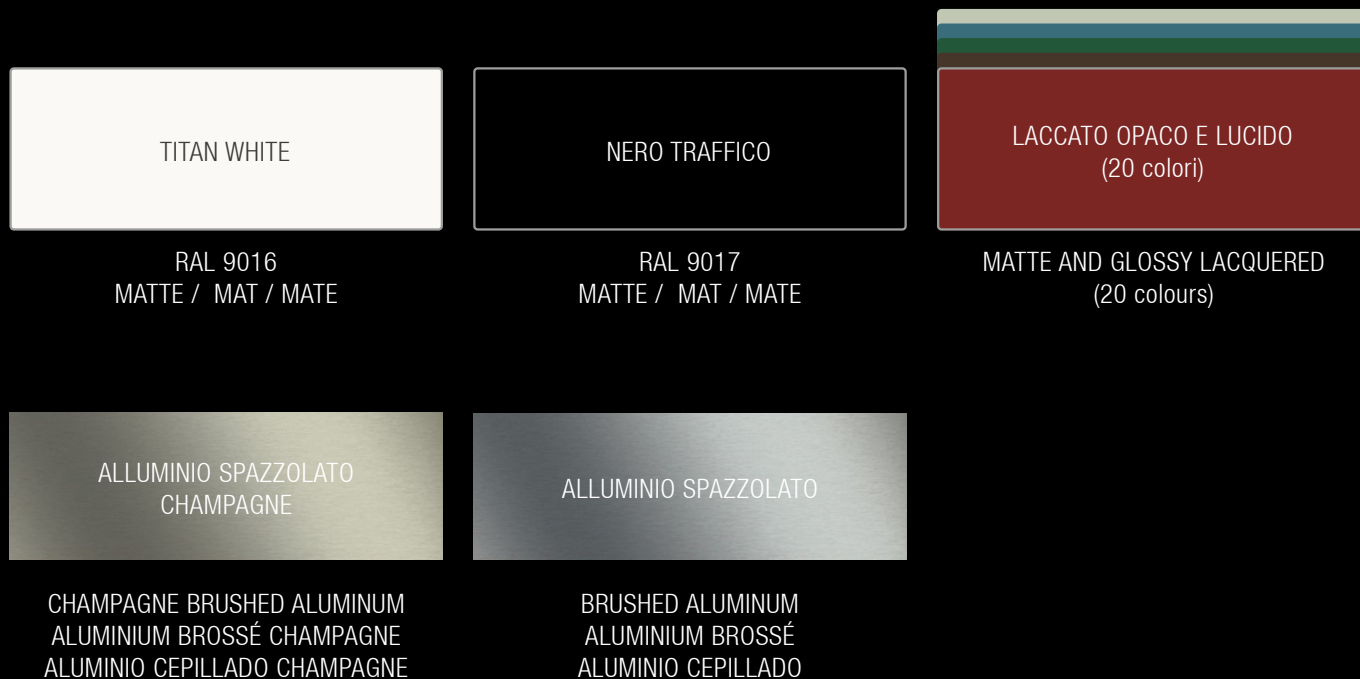 TITAN WHITE
RAL 9016
MATTE / MAT / MATE
NERO TRAFFICO
RAL 9017
MATTE / MAT / MATE
LACCATO OPACO E LUCIDO
(20 colori)
MATTE AND GLOSSY LACQUERED
(20 colours)
ALLUMINIO SPAZZOLATO
CHAMPAGNE
CHAMPAGNE BRUSHED ALUMINUM
ALUMINIUM BROSSÉ CHAMPAGNE
ALUMINIO CEPILLADO CHAMPAGNE
ALLUMINIO SPAZZOLATO
BRUSHED ALUMINUM
ALUMINIUM BROSSÉ
ALUMINIO CEPILLADO